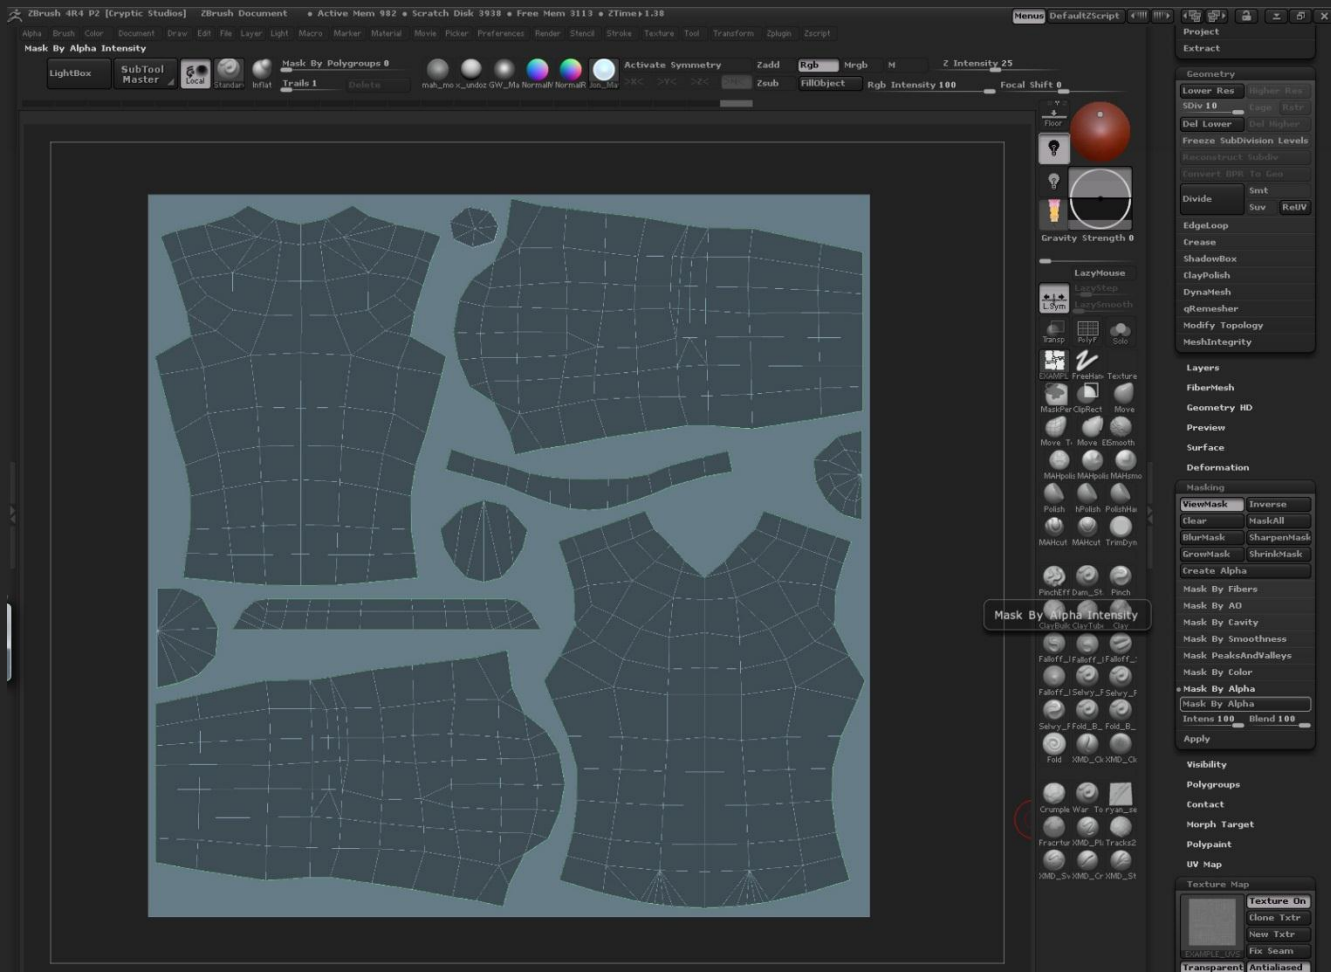 ZBrush 4R4 P2 [Cryptic Studios] ZBrush Document • Active Mem 982 • Scratch Disk 3938 • Free Mem 3113 • ZTime▸1.38 Menus DefaultZScript
Alpha Brush Color Document Draw Edit File Layer Light Macro Marker Material Movie Picker Preferences Render Stencil Stroke Texture Tool Transform Zplugin Zscript
Mask By Alpha Intensity
LightBox
SubTool
Master
Local
Standar
Inflat
Mask By Polygroups 0
Trails 1
Delete
Activate Symmetry
Zadd
Rgb
Mrgb
M
Z Intensity 25
Zsub
FillObject
Rgb Intensity 100
Focal Shift 0
Floor
Gravity Strength 0
LazyMouse
L.Sym
LazyStep
LazySmooth
Transp
PolyF
Solo
EXAMPL
FreeHan
Texture
MaskPer
ClipRect
Move
Polish
hPolish
PolishHa
MAHcut
MAHcut
TrimDyn
PinchEff
Dam_St
Pinch
Mask By Alpha Intensity
Fold
Crumple
Project
Extract
Geometry
Lower Res
Higher Res
SDiv 10
Cage
Rstr
Del Lower
Del Higher
Freeze SubDivision Levels
Reconstruct Subdiv
Convert BPR To Geo
Divide
Smt
Suv
ReUV
EdgeLoop
Crease
ShadowBox
ClayPolish
DynaMesh
qRemesher
Modify Topology
MeshIntegrity
Layers
FiberMesh
Geometry HD
Preview
Surface
Deformation
Masking
ViewMask
Inverse
Clear
MaskAll
BlurMask
SharpenMask
GrowMask
ShrinkMask
Create Alpha
Mask By Fibers
Mask By AO
Mask By Cavity
Mask By Smoothness
Mask PeaksAndValleys
Mask By Color
Mask By Alpha
Mask By Alpha
Intens 100 Blend 100
Apply
Visibility
Polygroups
Contact
Morph Target
Polypaint
UV Map
Texture Map
Texture On
Clone Txtr
New Txtr
EXAMPLE_UVS
Fix Seam
Transparent
Antialiased